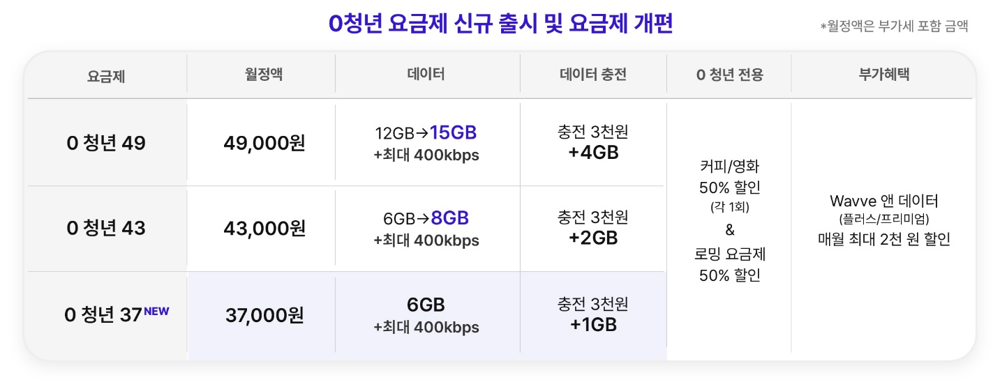 0청년 요금제 신규 출시 및 요금제 개편
*월정액은 부가세 포함 금액
요금제 월정액 데이터 데이터 충전 0 청년 전용 부가혜택
0 청년 49 49,000원
12GB→15GB
+최대 400kbps
충전 3천원
+4GB
0 청년 43 43,000원
6GB→8GB
+최대 400kbps
충전 3천원
+2GB
0 청년 37 NEW 37,000원
6GB
+최대 400kbps
충전 3천원
+1GB
커피/영화
50% 할인
(각 1회)
&
로밍 요금제
50% 할인
Wavve 앤 데이터
(플러스/프리미엄)
매월 최대 2천 원 할인